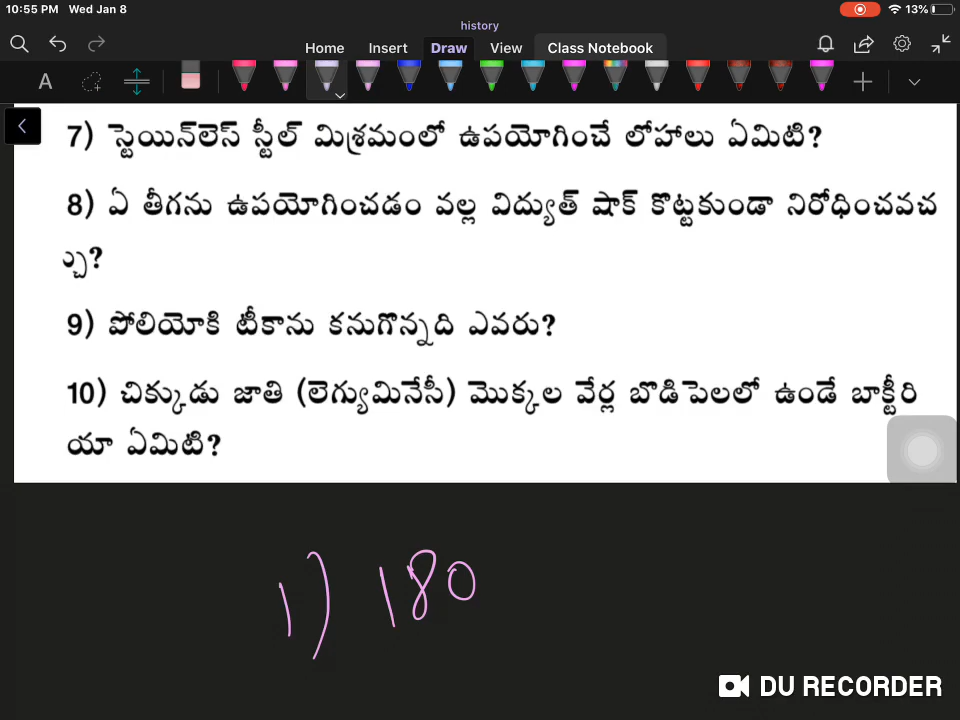 10:55 PM Wed Jan 8
13%
history
Home Insert Draw View Class Notebook
A
7) స్టెయిన్‌లెస్ స్టీల్ మిశ్రమంలో ఉపయోగించే లోహాలు ఏమిటి?
8) ఏ తీగను ఉపయోగించడం వల్ల విద్యుత్ షాక్ కొట్టకుండా నిరోధించవచ
్చు?
9) పోలియోకి టీకాను కనుగొన్నది ఎవరు?
10) చిక్కుడు జాతి (లెగ్యుమినేసీ) మొక్కల వేర్ల బొడిపెలలో ఉండే బాక్టీరి
యా ఏమిటి?
1) 180
DU RECORDER